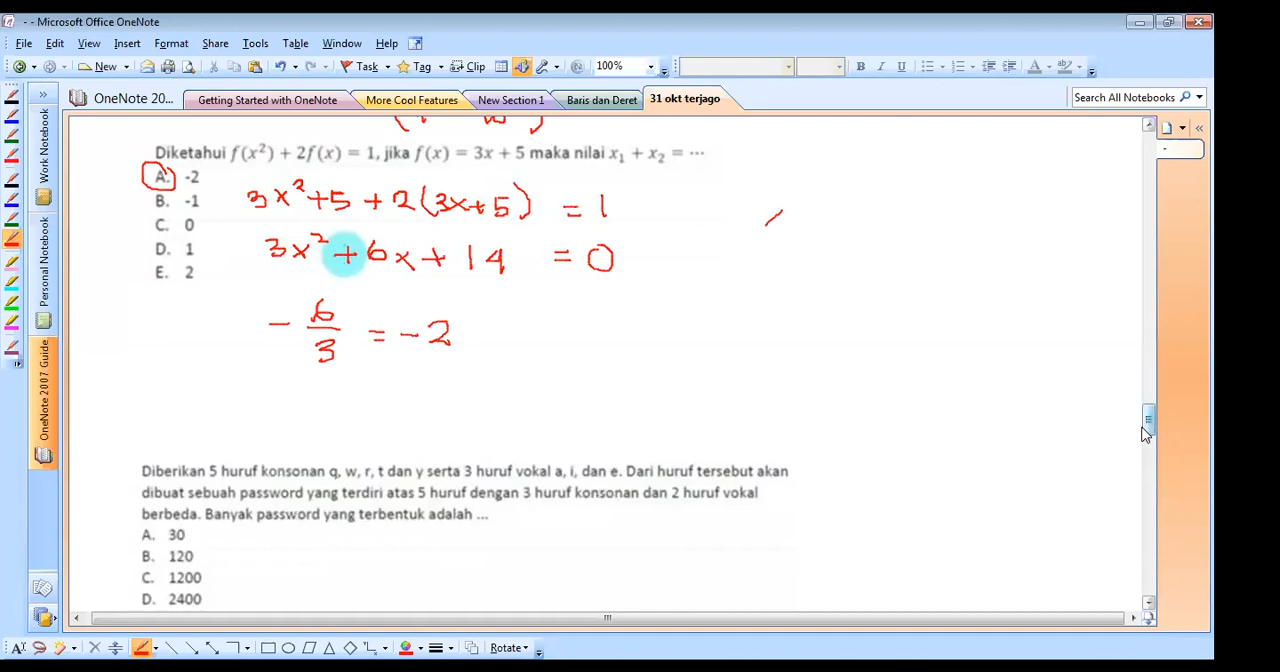 - - Microsoft Office OneNote
File Edit View Insert Format Share Tools Table Window Help
New Task Tag Clip 100% B I U
OneNote 20... Getting Started with OneNote More Cool Features New Section 1 Baris dan Deret 31 okt terjago Search All Notebooks
Work Notebook
Personal Notebook
OneNote 2007 Guide
Diketahui f(x²) + 2f(x) = 1, jika f(x) = 3x + 5 maka nilai x₁ + x₂ = ⋯
A. -2
B. -1
C. 0
D. 1
E. 2
3x² + 5 + 2(3x + 5) = 1
3x² + 6x + 14 = 0
- 6/3 = - 2
Diberikan 5 huruf konsonan q, w, r, t dan y serta 3 huruf vokal a, i, dan e. Dari huruf tersebut akan
dibuat sebuah password yang terdiri atas 5 huruf dengan 3 huruf konsonan dan 2 huruf vokal
berbeda. Banyak password yang terbentuk adalah ...
A. 30
B. 120
C. 1200
D. 2400
Rotate